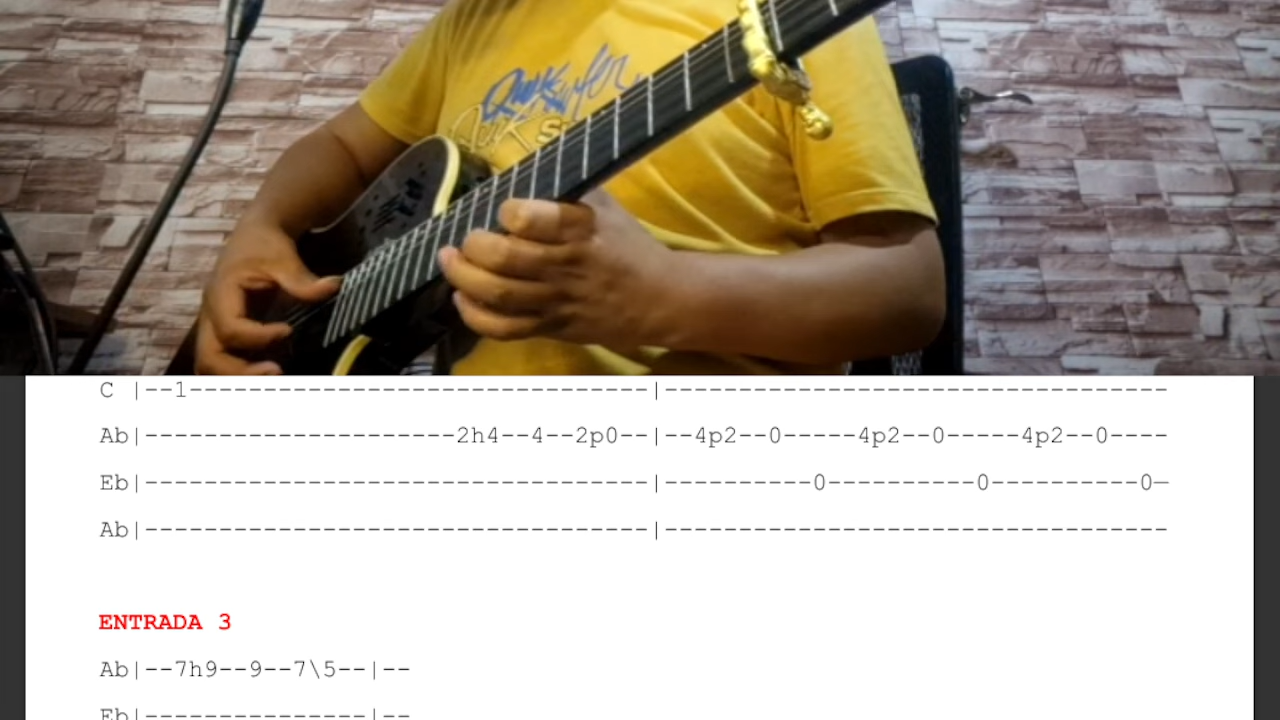 C |--1-------------------------------|-------------------------------
Ab|---------------------2h4--4--2p0--|--4p2--0-----4p2--0-----4p2--0----
Eb|----------------------------------|----------0----------0----------0-
Ab|----------------------------------|-------------------------------
ENTRADA 3
Ab|--7h9--9--7\5--|--
Eb|---------------|--